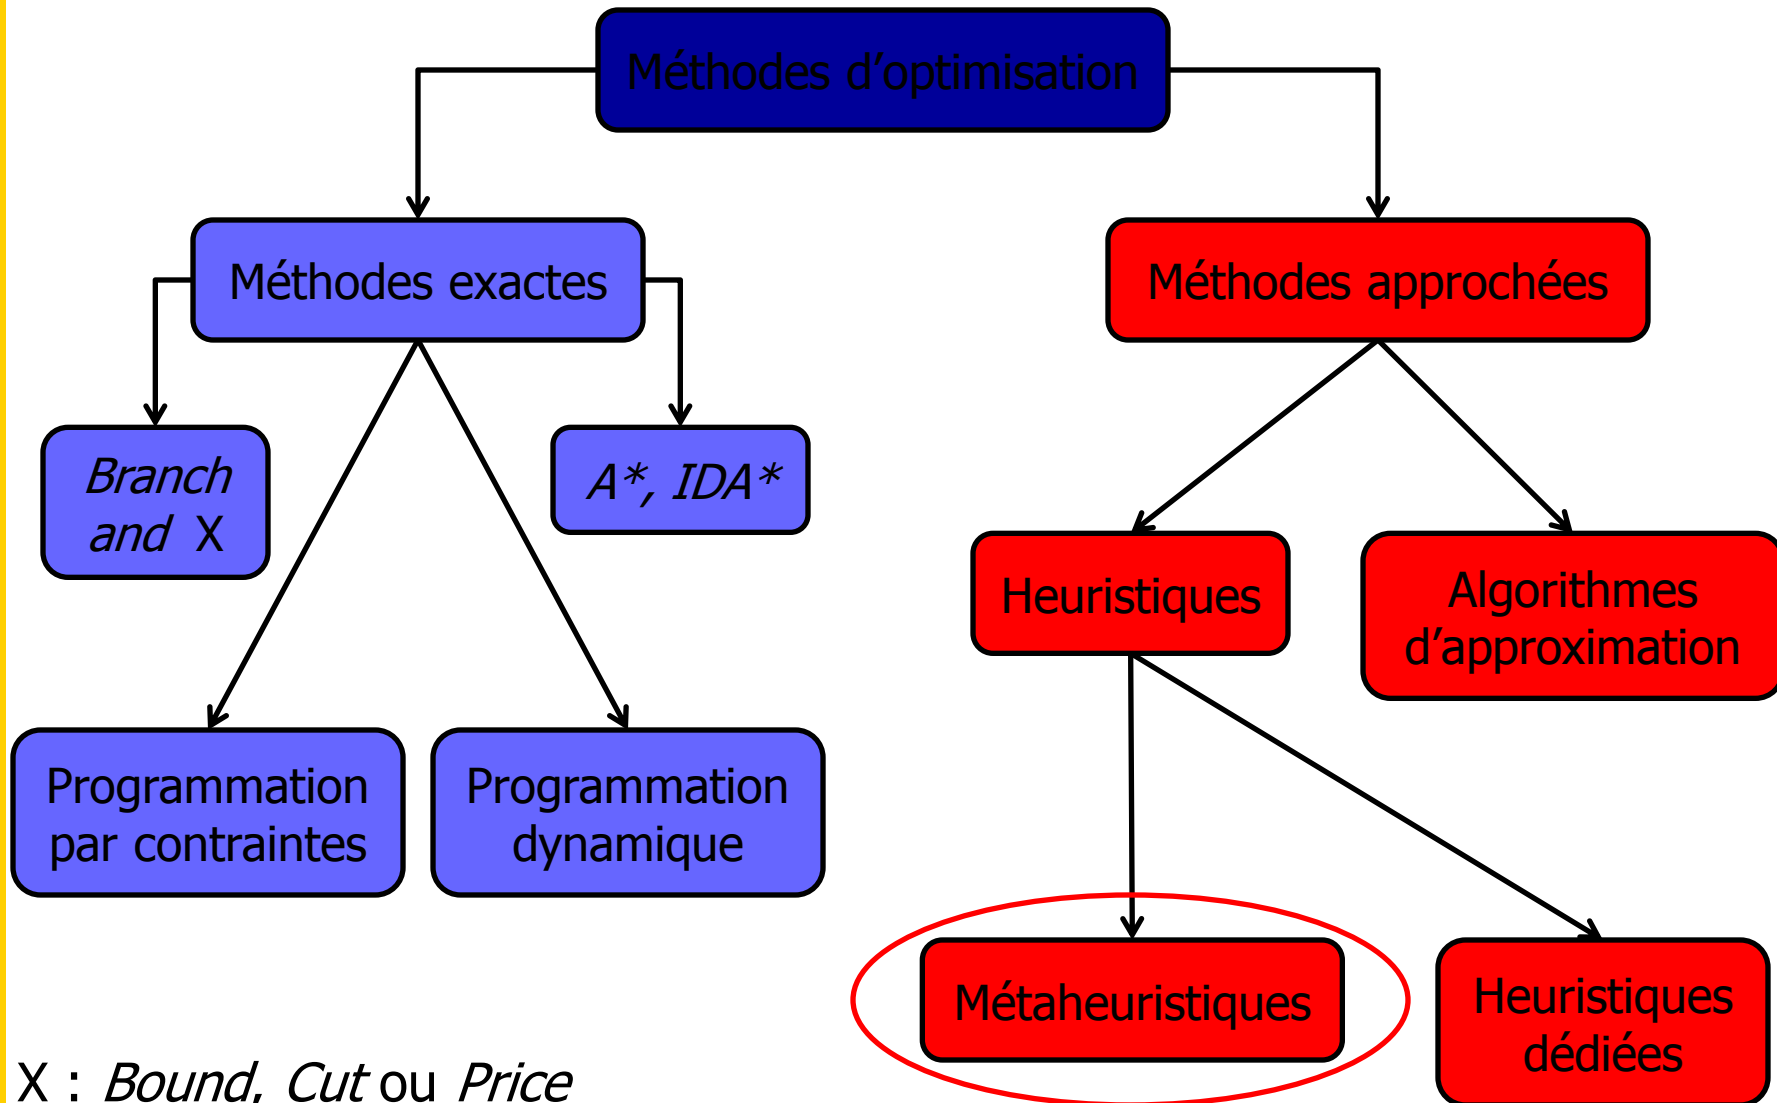 Méthodes d’optimisation
Méthodes exactes
Méthodes approchées
Branch
and X
A*, IDA*
Heuristiques
Algorithmes
d’approximation
Programmation
par contraintes
Programmation
dynamique
Métaheuristiques
Heuristiques
dédiées
X : Bound, Cut ou Price